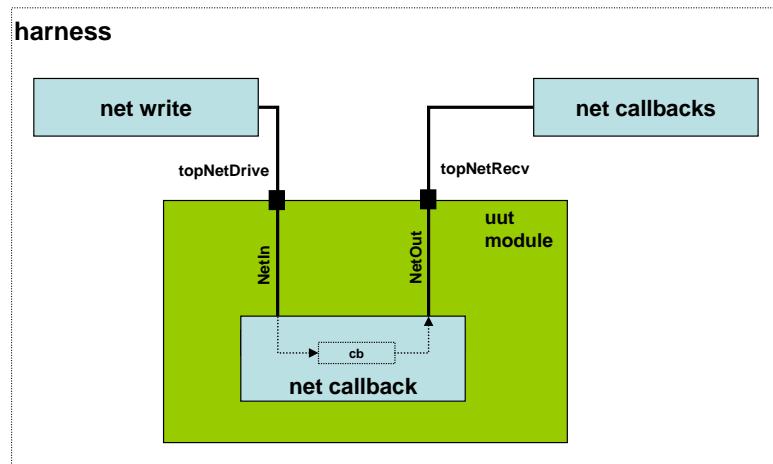 harness
net write
net callbacks
topNetDrive
topNetRecv
uut
module
NetIn
NetOut
cb
net callback